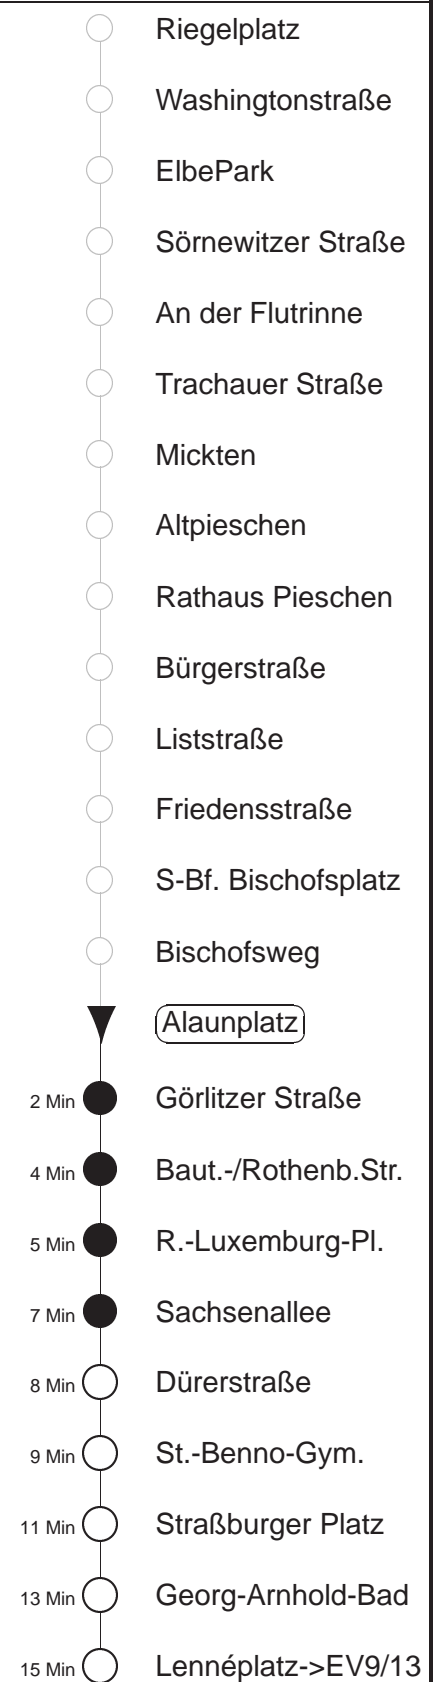 Riegelplatz
Washingtonstraße
ElbePark
Sörnewitzer Straße
An der Flutrinne
Trachauer Straße
Mickten
Altpieschen
Rathaus Pieschen
Bürgerstraße
Liststraße
Friedensstraße
S-Bf. Bischofsplatz
Bischofsweg
Alaunplatz
2 Min Görlitzer Straße
4 Min Baut.-/Rothenb.Str.
5 Min R.-Luxemburg-Pl.
7 Min Sachsenallee
8 Min Dürerstraße
9 Min St.-Benno-Gym.
11 Min Straßburger Platz
13 Min Georg-Arnhold-Bad
15 Min Lennéplatz->EV9/13